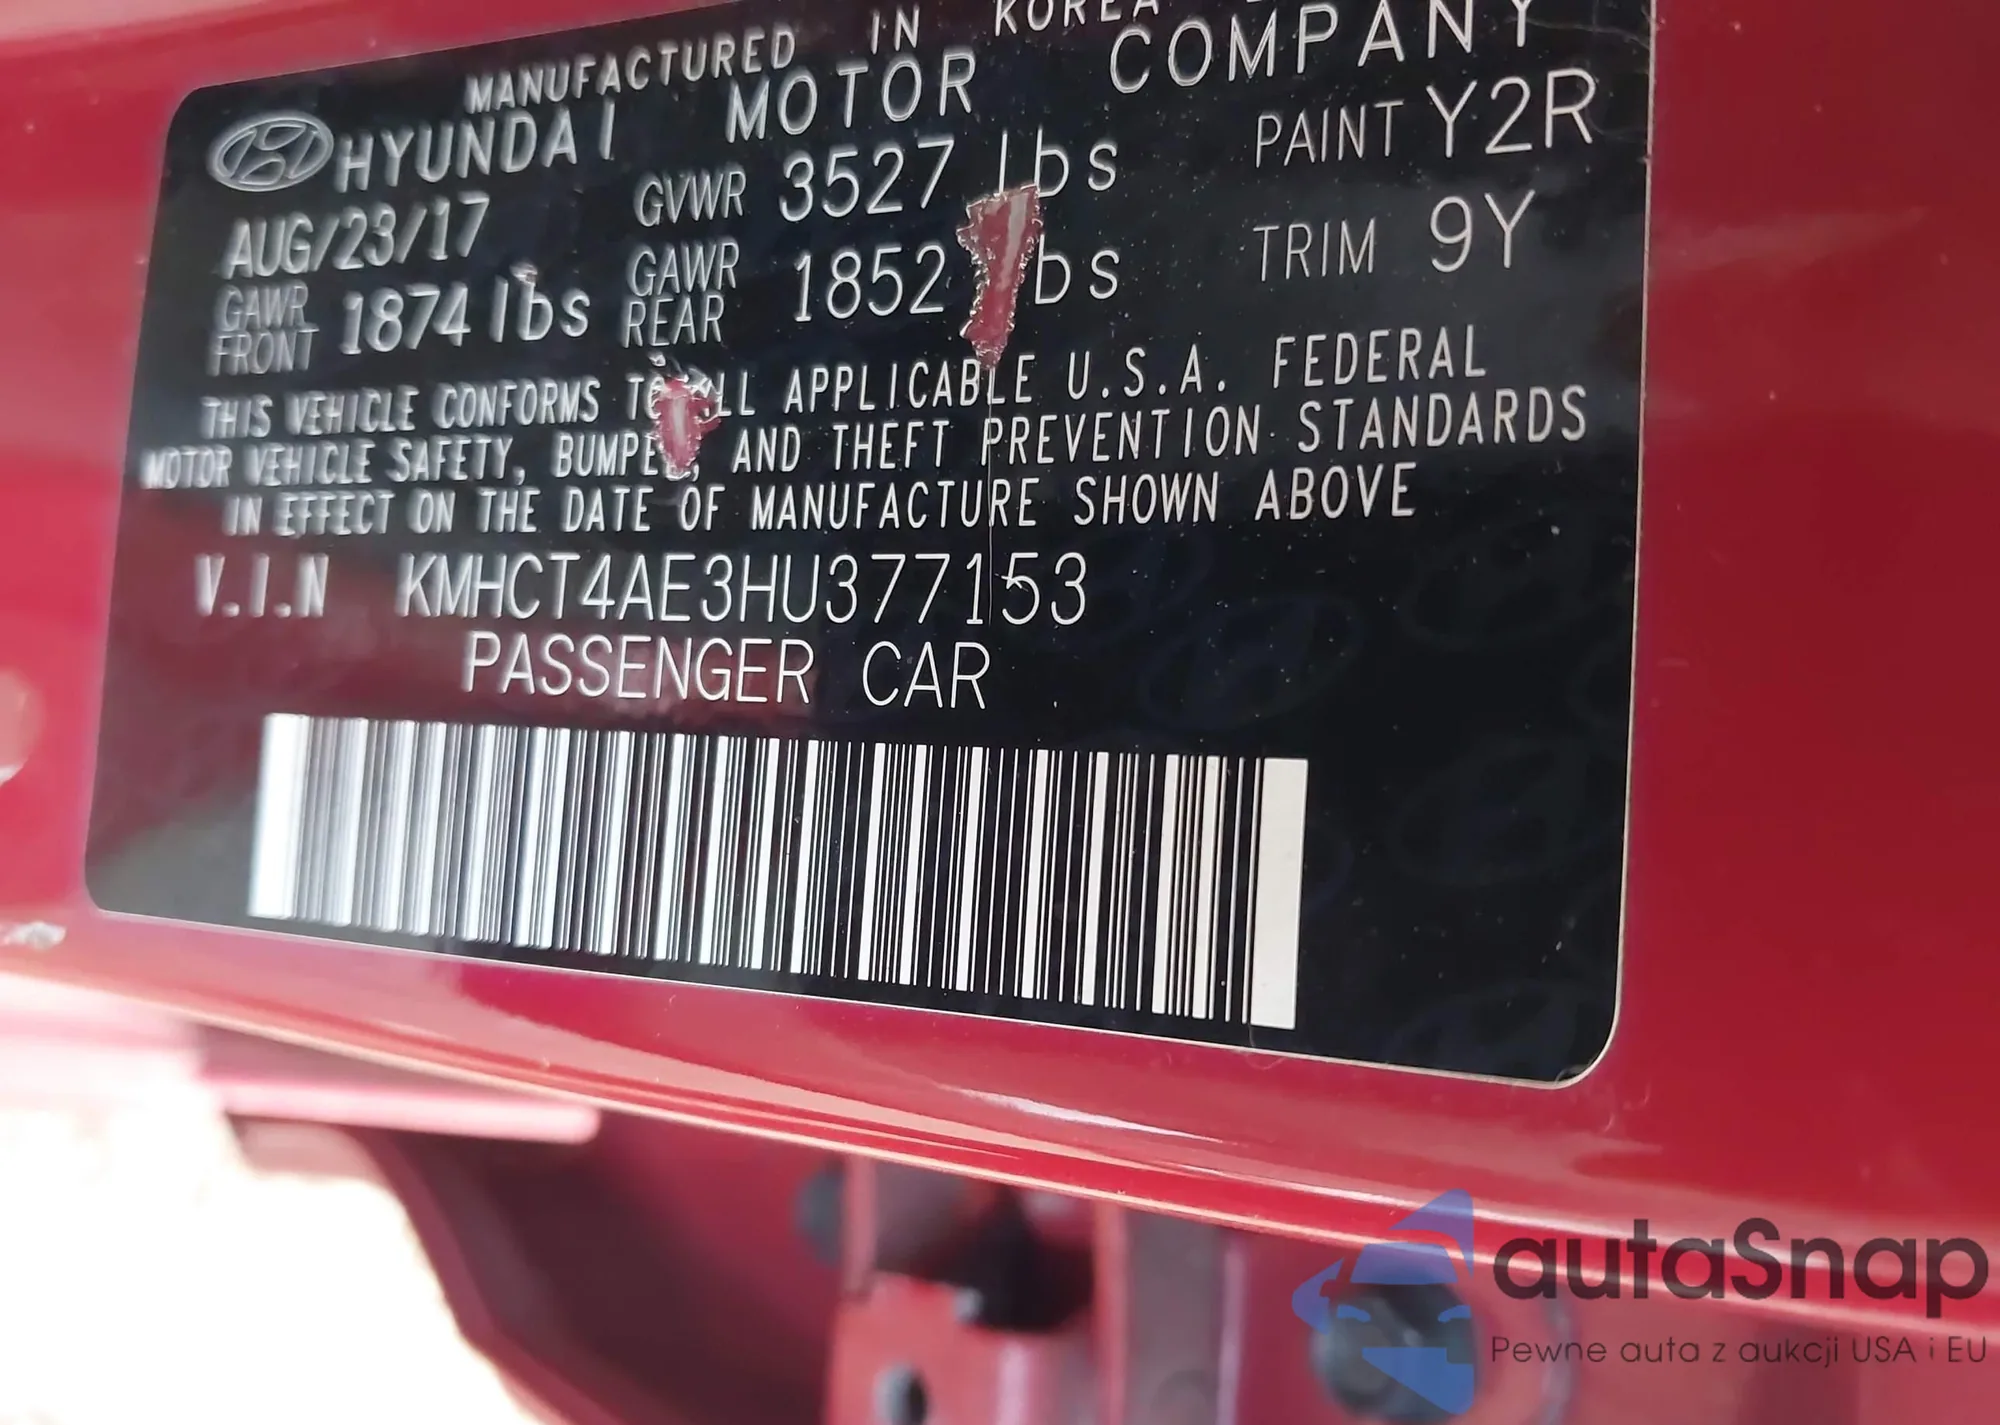 MANUFACTURED IN KOREA
HYUNDAI MOTOR COMPANY
AUG/23/17 GVWR 3527 lbs PAINT Y2R
GAWR FRONT 1874 lbs GAWR REAR 1852 lbs TRIM 9Y
THIS VEHICLE CONFORMS TO ALL APPLICABLE U.S.A. FEDERAL
MOTOR VEHICLE SAFETY, BUMPER, AND THEFT PREVENTION STANDARDS
IN EFFECT ON THE DATE OF MANUFACTURE SHOWN ABOVE
V.I.N KMHCT4AE3HU377153
PASSENGER CAR
autaSnap
Pewne auta z aukcji USA i EU